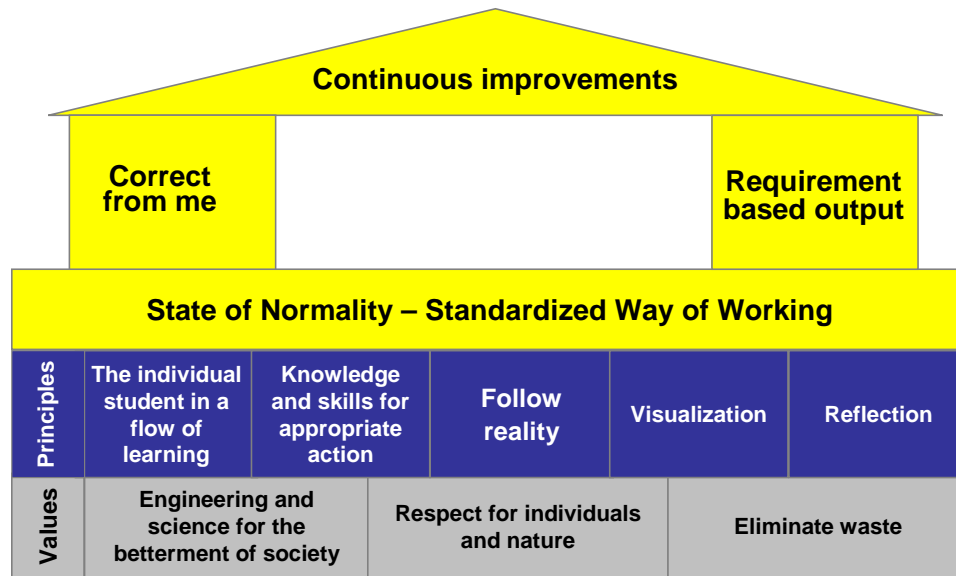 Continuous improvements
Correct
from me
Requirement
based output
State of Normality – Standardized Way of Working
Principles
The individual
student in a
flow of
learning
Knowledge
and skills for
appropriate
action
Follow
reality
Visualization
Reflection
Values
Engineering and
science for the
betterment of society
Respect for individuals
and nature
Eliminate waste